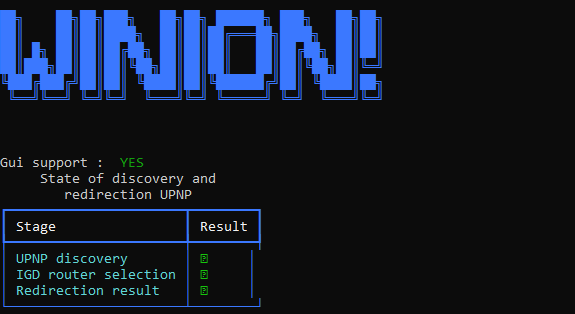 WINION!
Gui support :  YES
State of discovery and
redirection UPNP
Stage Result
UPNP discovery
IGD router selection
Redirection result